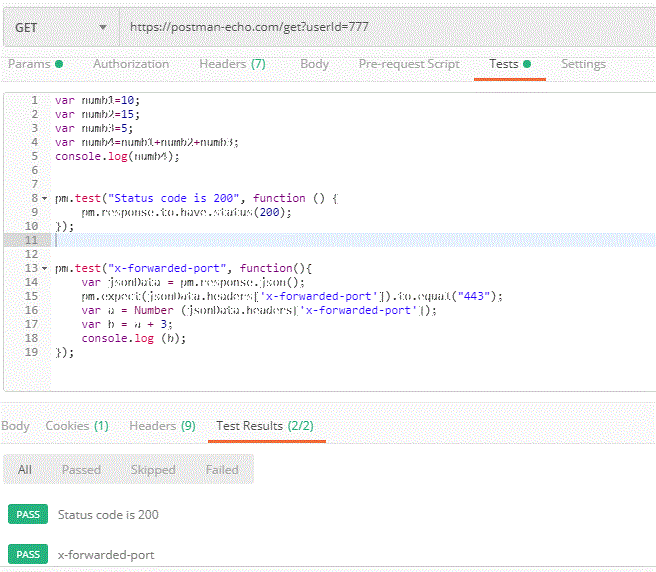 GET https://postman-echo.com/get?userId=777
Params Authorization Headers (7) Body Pre-request Script Tests Settings
1 var numb1=10;
2 var numb2=15;
3 var numb3=5;
4 var numb4=numb1+numb2+numb3;
5 console.log(numb4);
6
7
8 pm.test("Status code is 200", function () {
9 pm.response.to.have.status(200);
10 });
11
12
13 pm.test("x-forwarded-port", function(){
14 var jsonData = pm.response.json();
15 pm.expect(jsonData.headers['x-forwarded-port']).to.equal("443");
16 var a = Number (jsonData.headers['x-forwarded-port']);
17 var b = a + 3;
18 console.log (b);
19 });
Body Cookies (1) Headers (9) Test Results (2/2)
All Passed Skipped Failed
PASS Status code is 200
PASS x-forwarded-port